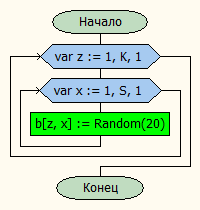 Начало
var z := 1, K, 1
var x := 1, S, 1
b[z, x] := Random(20)
Конец